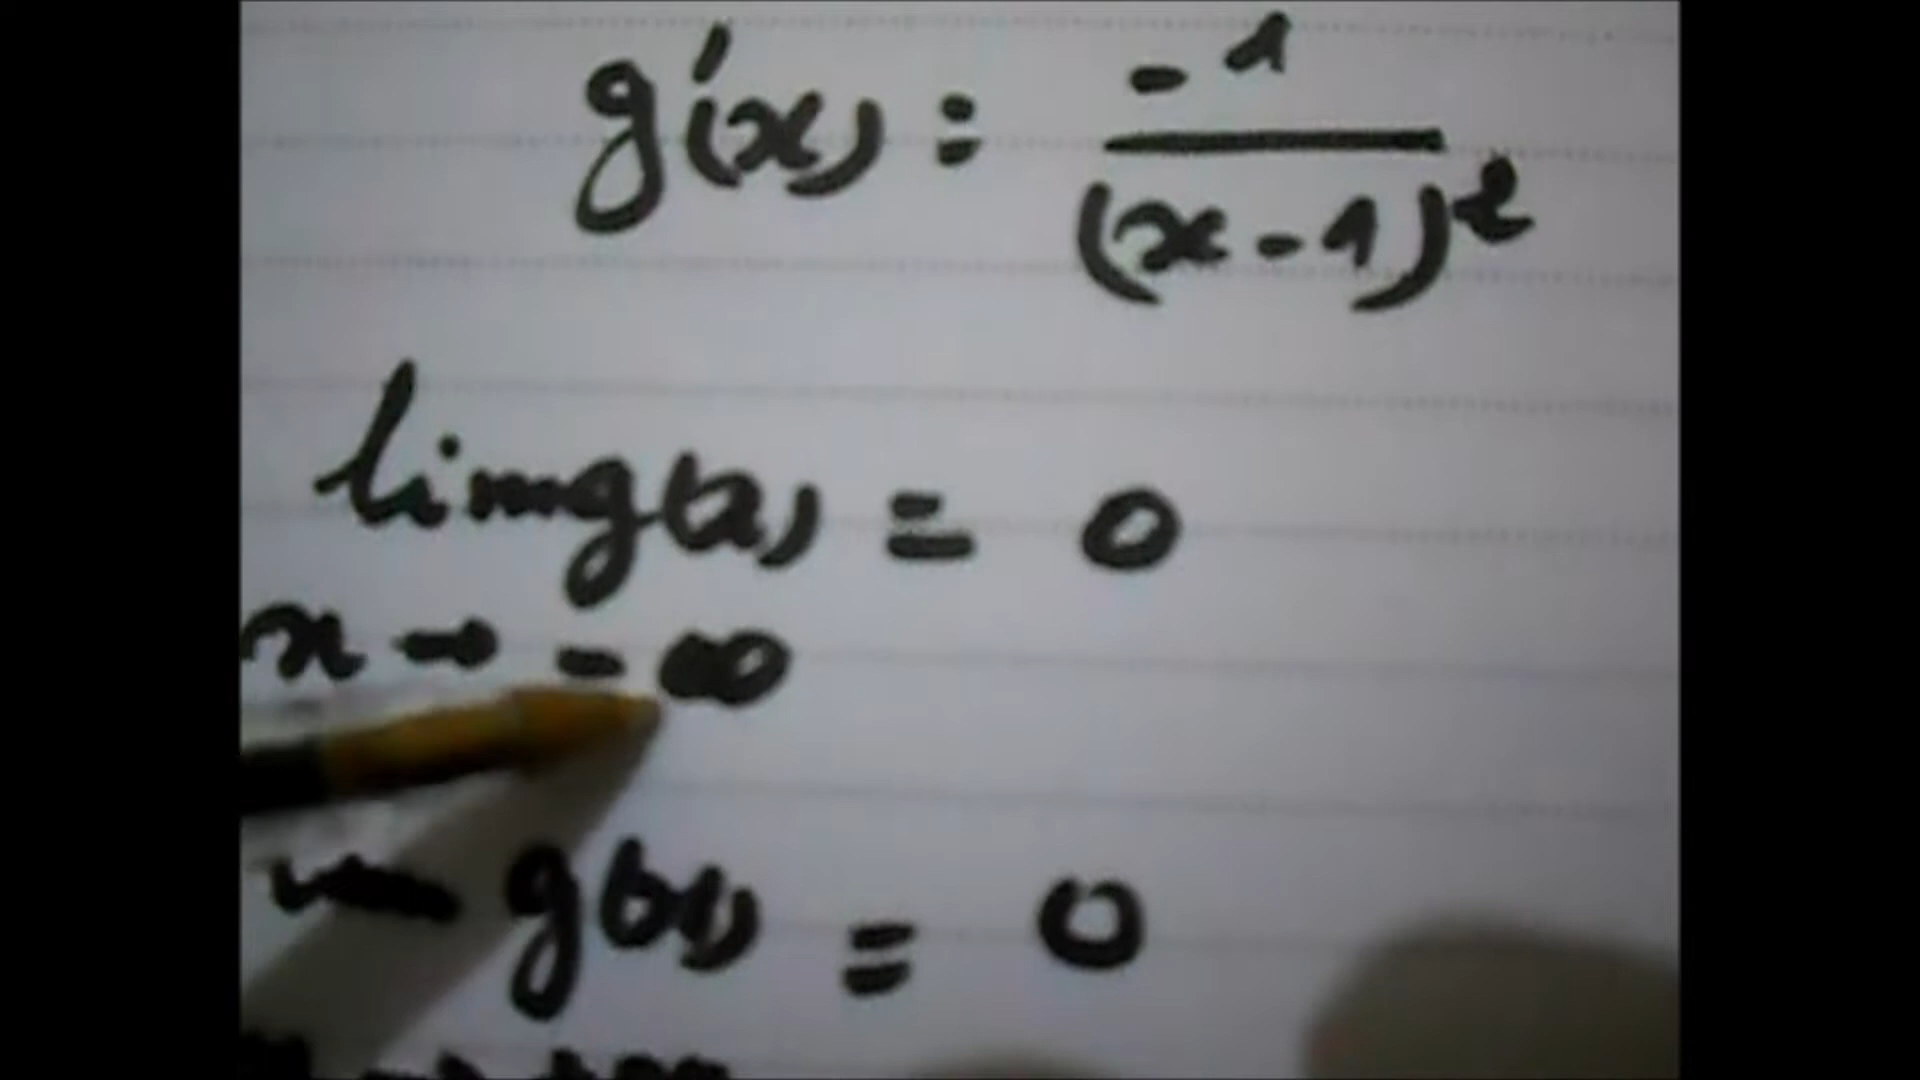 g'(x) = -1 / (x-1)²
lim g(x) = 0
x → -∞
g(x) = 0